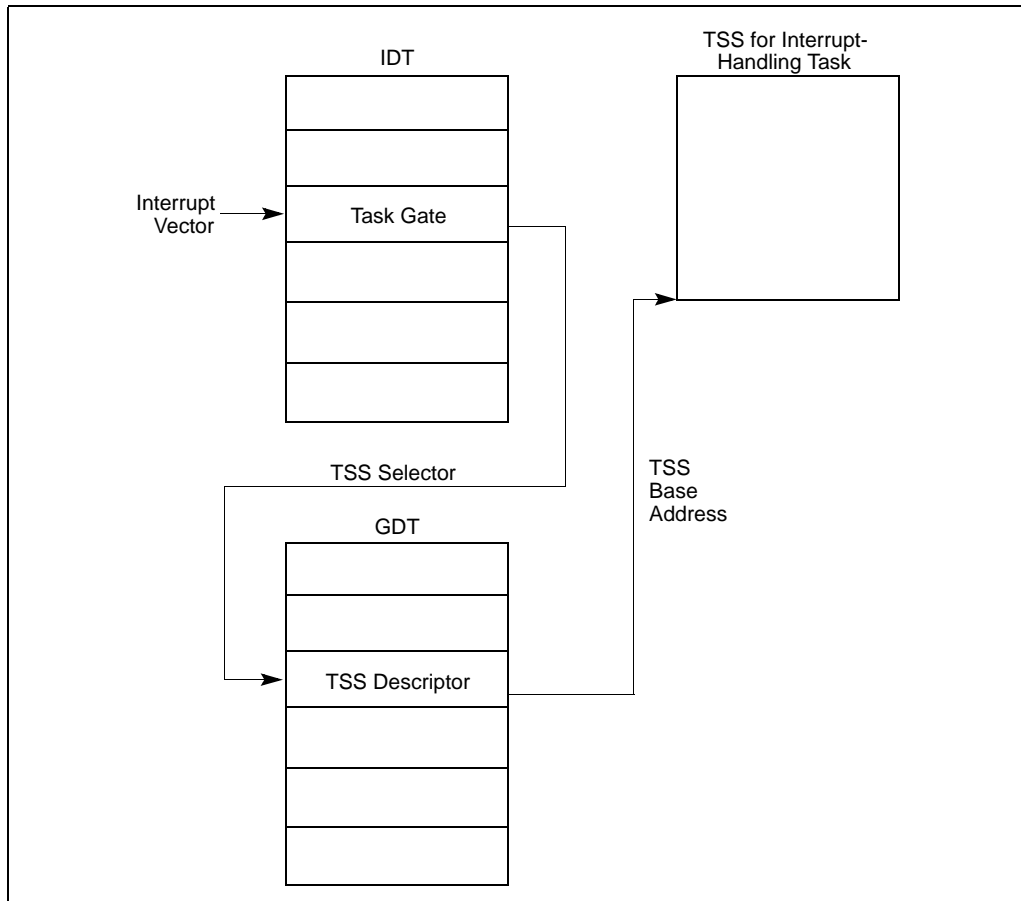 TSS for Interrupt-
Handling Task
IDT
Interrupt
Vector
Task Gate
TSS Selector
TSS
Base
Address
GDT
TSS Descriptor